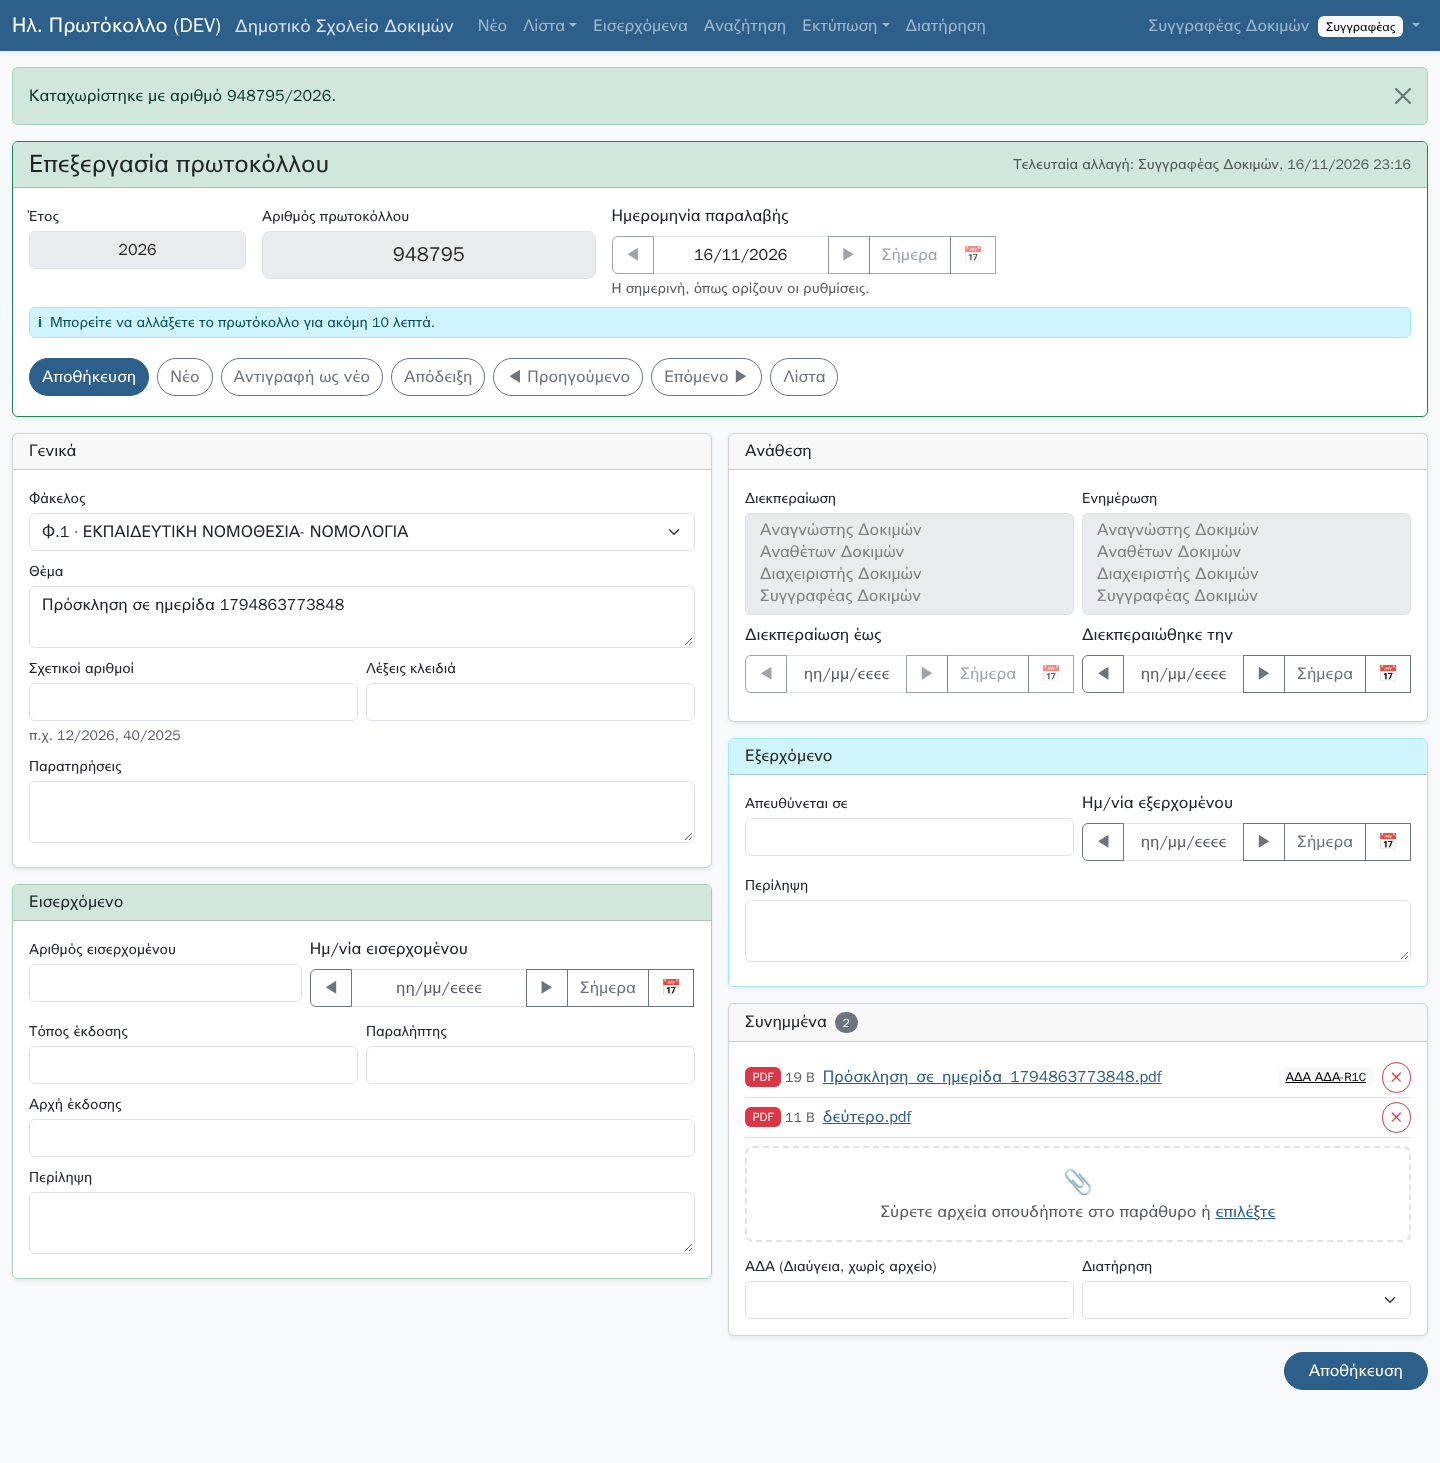 Ηλ. Πρωτόκολλο (DEV) Δημοτικό Σχολείο Δοκιμών Νέο Λίστα Εισερχόμενα Αναζήτηση Εκτύπωση Διατήρηση Συγγραφέας Δοκιμών Συγγραφέας
Καταχωρίστηκε με αριθμό 948795/2026.
Επεξεργασία πρωτοκόλλου Τελευταία αλλαγή: Συγγραφέας Δοκιμών, 16/11/2026 23:16
Έτος Αριθμός πρωτοκόλλου Ημερομηνία παραλαβής
2026 948795 ◀ 16/11/2026 ▶ Σήμερα 📅
Η σημερινή, όπως ορίζουν οι ρυθμίσεις.
ℹ Μπορείτε να αλλάξετε το πρωτόκολλο για ακόμη 10 λεπτά.
Αποθήκευση Νέο Αντιγραφή ως νέο Απόδειξη ◀ Προηγούμενο Επόμενο ▶ Λίστα
Γενικά
Φάκελος
Φ.1 · ΕΚΠΑΙΔΕΥΤΙΚΗ ΝΟΜΟΘΕΣΙΑ- ΝΟΜΟΛΟΓΙΑ
Θέμα
Πρόσκληση σε ημερίδα 1794863773848
Σχετικοί αριθμοί Λέξεις κλειδιά
π.χ. 12/2026, 40/2025
Παρατηρήσεις
Εισερχόμενο
Αριθμός εισερχομένου Ημ/νία εισερχομένου
◀ ηη/μμ/εεεε ▶ Σήμερα 📅
Τόπος έκδοσης Παραλήπτης
Αρχή έκδοσης
Περίληψη
Ανάθεση
Διεκπεραίωση Ενημέρωση
Αναγνώστης Δοκιμών Αναγνώστης Δοκιμών
Αναθέτων Δοκιμών Αναθέτων Δοκιμών
Διαχειριστής Δοκιμών Διαχειριστής Δοκιμών
Συγγραφέας Δοκιμών Συγγραφέας Δοκιμών
Διεκπεραίωση έως Διεκπεραιώθηκε την
◀ ηη/μμ/εεεε ▶ Σήμερα 📅 ◀ ηη/μμ/εεεε ▶ Σήμερα 📅
Εξερχόμενο
Απευθύνεται σε Ημ/νία εξερχομένου
◀ ηη/μμ/εεεε ▶ Σήμερα 📅
Περίληψη
Συνημμένα 2
PDF 19 B Πρόσκληση_σε_ημερίδα_1794863773848.pdf ΑΔΑ ΑΔΑ-R1C ×
PDF 11 B δεύτερο.pdf ×
📎
Σύρετε αρχεία οπουδήποτε στο παράθυρο ή επιλέξτε
ΑΔΑ (Διαύγεια, χωρίς αρχείο) Διατήρηση
Αποθήκευση